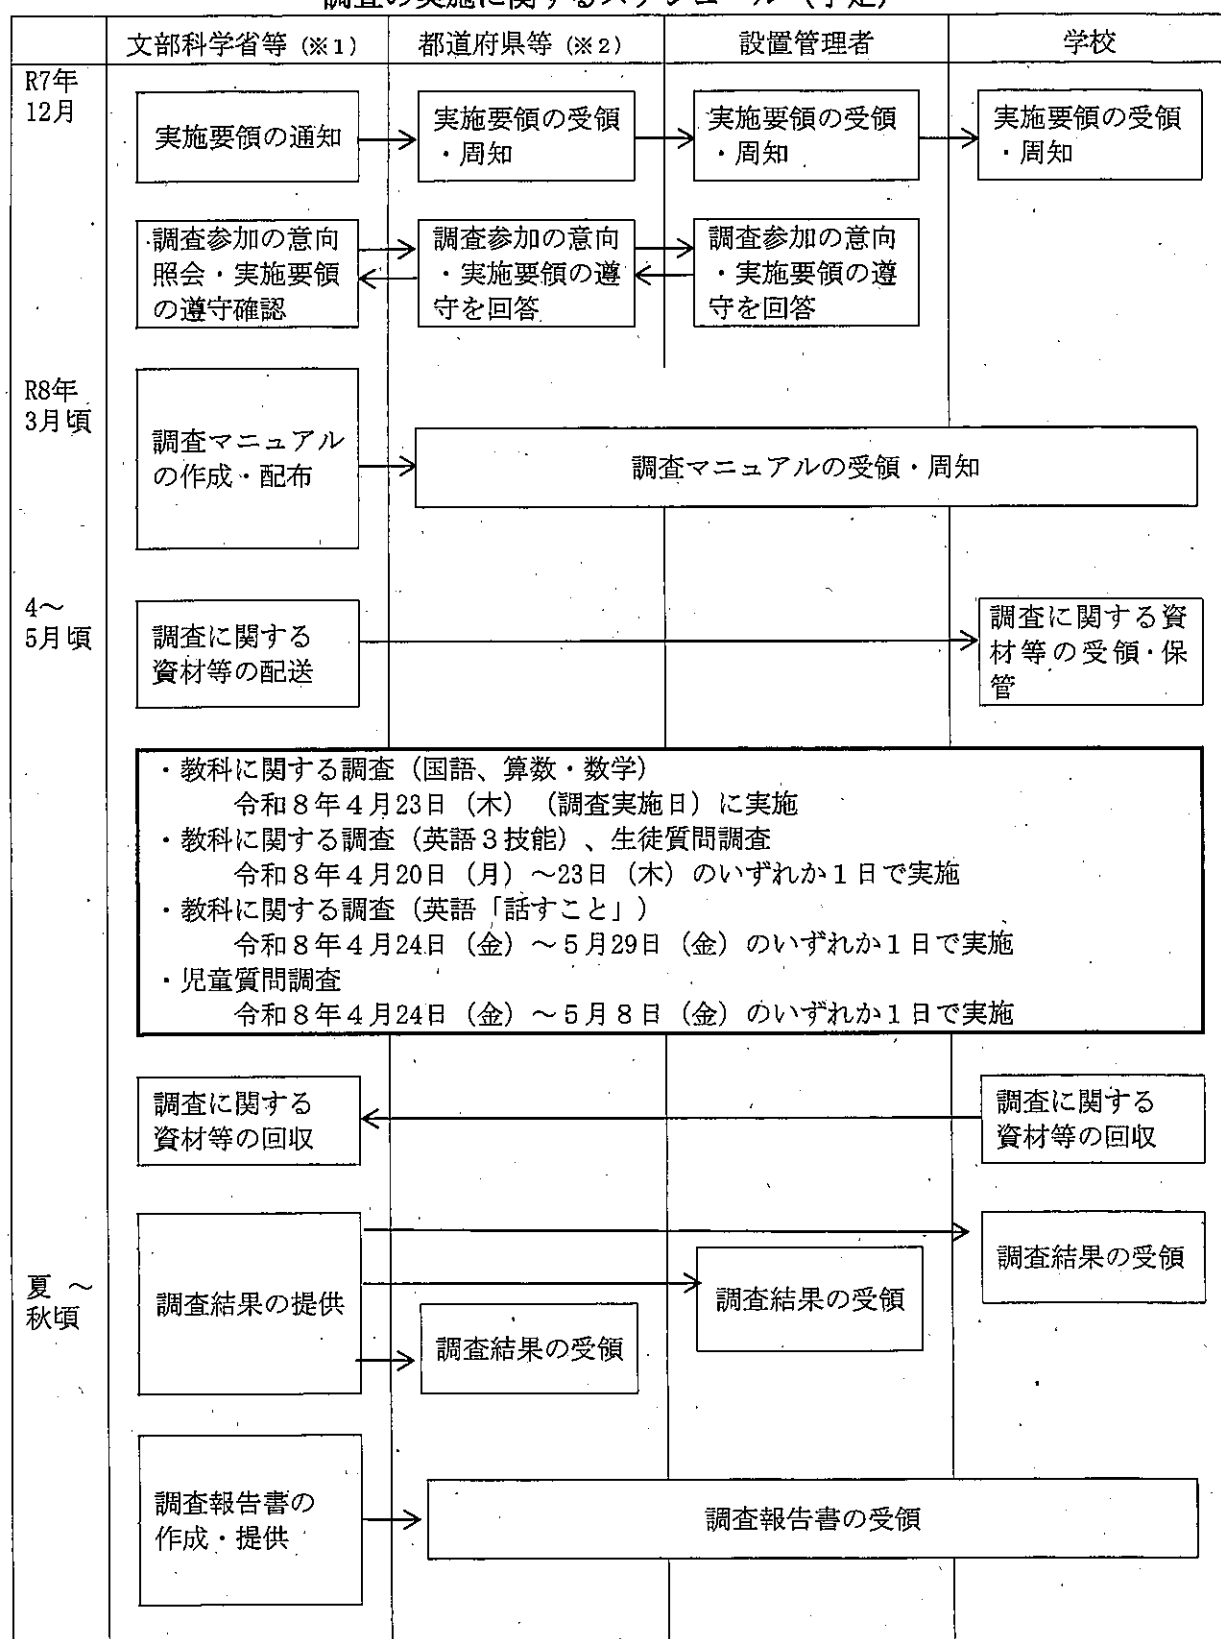 調査の実施に関するスケジュール（予定）
文部科学省等（※1） 都道府県等（※2） 設置管理者 学校
R7年
12月
実施要領の通知
実施要領の受領
・周知
実施要領の受領
・周知
実施要領の受領
・周知
調査参加の意向
照会・実施要領
の遵守確認
調査参加の意向
・実施要領の遵
守を回答
調査参加の意向
・実施要領の遵
守を回答
R8年
3月頃
調査マニュアル
の作成・配布
調査マニュアルの受領・周知
4～
5月頃
調査に関する
資材等の配送
調査に関する資
材等の受領・保
管
・教科に関する調査（国語、算数・数学）
令和８年４月23日（木）（調査実施日）に実施
・教科に関する調査（英語３技能）、生徒質問調査
令和８年４月20日（月）～23日（木）のいずれか１日で実施
・教科に関する調査（英語「話すこと」）
令和８年４月24日（金）～５月29日（金）のいずれか１日で実施
・児童質問調査
令和８年４月24日（金）～５月８日（金）のいずれか１日で実施
調査に関する
資材等の回収
調査に関する
資材等の回収
夏 ～
秋頃
調査結果の提供
調査結果の受領
調査結果の受領
調査結果の受領
調査報告書の
作成・提供
調査報告書の受領